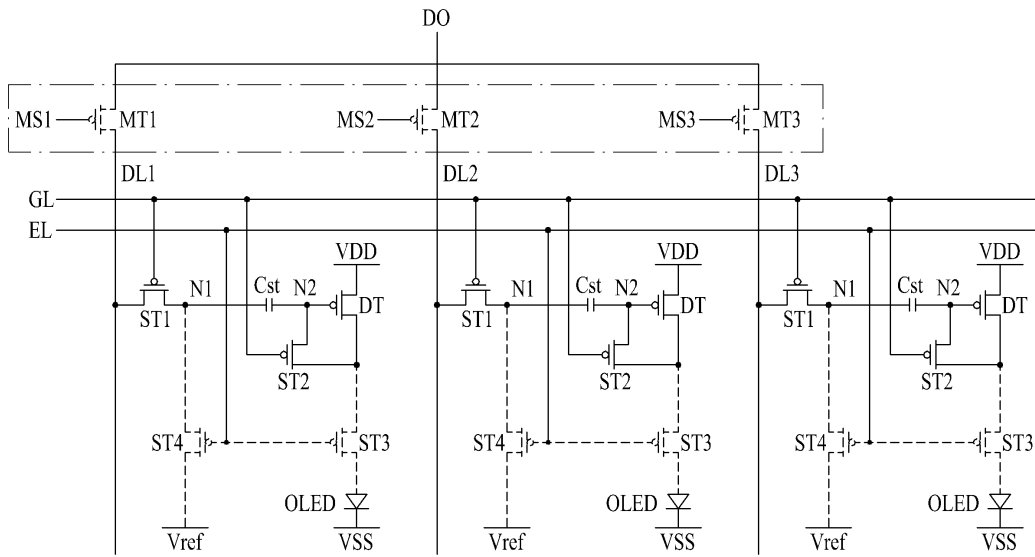 DO
MS1 MT1 MS2 MT2 MS3 MT3
DL1 DL2 DL3
GL
EL
VDD VDD VDD
N1 Cst N2 DT N1 Cst N2 DT N1 Cst N2 DT
ST1 ST1 ST1
ST2 ST2 ST2
ST4 ST3 ST4 ST3 ST4 ST3
OLED OLED OLED
Vref VSS Vref VSS Vref VSS